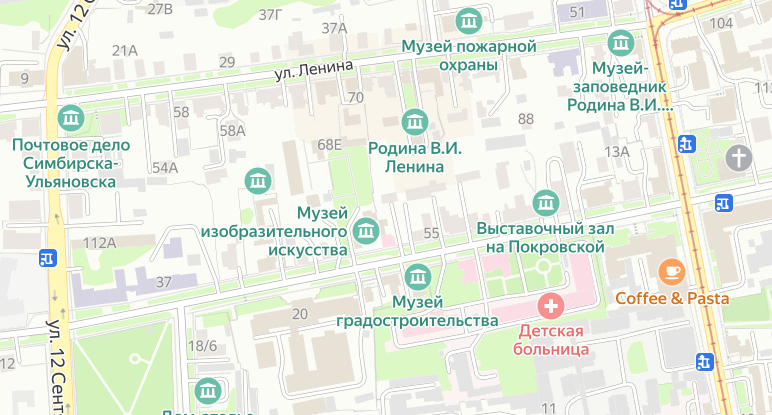 27В
37Г
51
104
ул. 12 С
37А
Музей пожарной
охраны
21А
29
ул. Ленина
9
Музей-
заповедник
Родина В.И....
70
58
58А
88
Почтовое дело
Симбирска-
Ульяновска
68Е
Родина В.И.
Ленина
13А
54А
Музей
изобразительного
искусства
55
Выставочный зал
на Покровской
112А
37
Coffee & Pasta
Музей
градостроительства
20
Детская
больница
ул. 12 Сент
18/6
12
11
10